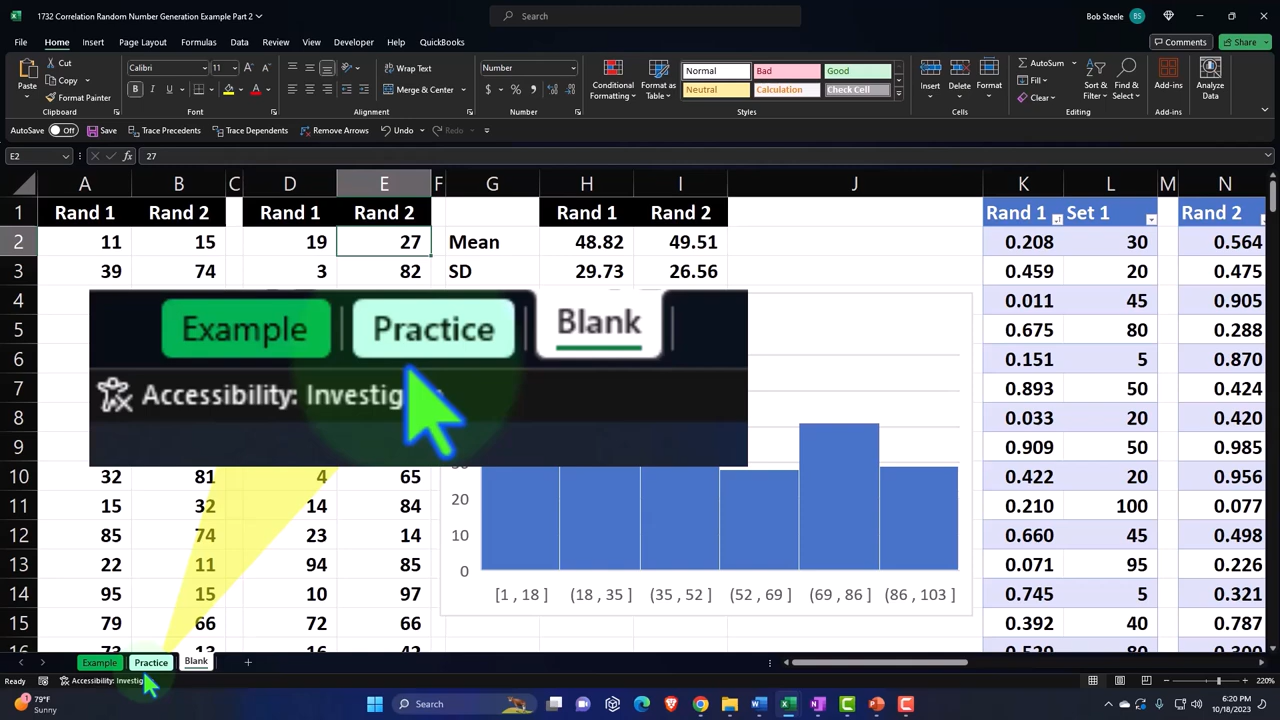 1732 Correlation Random Number Generation Example Part 2
Search
Bob Steele BS
File Home Insert Page Layout Formulas Data Review View Developer Help QuickBooks Comments Share
Paste Cut Copy Format Painter
Clipboard
Calibri 11
B I U A
Font
Wrap Text
Merge & Center
Alignment
Number
$ % 
Number
Conditional Formatting
Format as Table
Normal Bad Good
Neutral Calculation Check Cell
Styles
Insert Delete Format
Cells
AutoSum
Fill
Clear
Sort & Filter
Find & Select
Editing
Add-ins
Add-ins
Analyze Data
AutoSave Off Save Trace Precedents Trace Dependents Remove Arrows Undo Redo
E2 fx 27
A B C D E F G H I J K L M N
1 Rand 1 Rand 2 Rand 1 Rand 2 Rand 1 Rand 2 Rand 1 Set 1 Rand 2
2 11 15 19 27 Mean 48.82 49.51 0.208 30 0.564
3 39 74 3 82 SD 29.73 26.56 0.459 20 0.475
4 0.011 45 0.905
5 0.675 80 0.288
6 0.151 5 0.870
7 0.893 50 0.424
8 0.033 20 0.420
9 0.909 50 0.985
10 32 81 4 65 0.422 20 0.956
11 15 32 14 84 0.210 100 0.077
12 85 74 23 14 0.660 45 0.498
13 22 11 94 85 0.071 95 0.226
14 95 15 10 97 0.745 5 0.321
15 79 66 72 66 0.392 40 0.787
Example Practice Blank
Accessibility: Investig
20
10
0
[1 , 18 ] (18 , 35 ] (35 , 52 ] (52 , 69 ] (69 , 86 ] (86 , 103 ]
Example Practice Blank
Ready Accessibility: Investig 220%
79°F
Sunny
Search
6:20 PM
10/18/2023